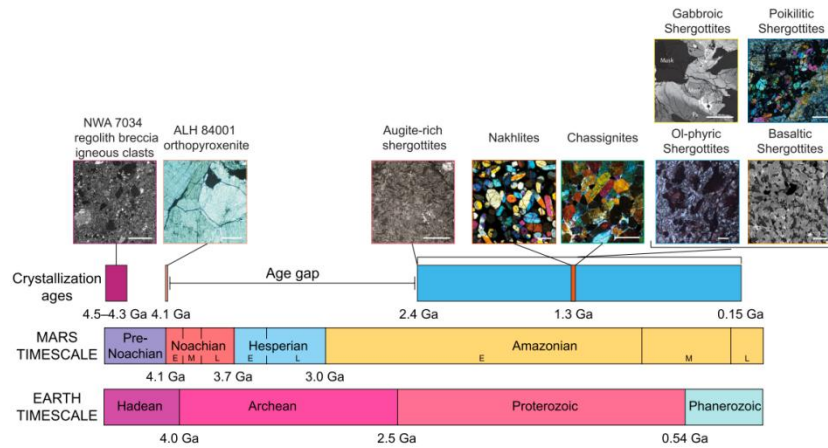 Gabbroic
Shergottites
Poikilitic
Shergottites
Mask
NWA 7034
regolith breccia
igneous clasts
ALH 84001
orthopyroxenite
Augite-rich
shergottites
Nakhlites
Chassignites
Ol-phyric
Shergottites
Basaltic
Shergottites
Crystallization
ages
Age gap
4.5–4.3 Ga
4.1 Ga
2.4 Ga
1.3 Ga
0.15 Ga
MARS
TIMESCALE
Pre-
Noachian
Noachian
E M L
Hesperian
E L
Amazonian
E M L
4.1 Ga
3.7 Ga
3.0 Ga
EARTH
TIMESCALE
Hadean
Archean
Proterozoic
Phanerozoic
4.0 Ga
2.5 Ga
0.54 Ga